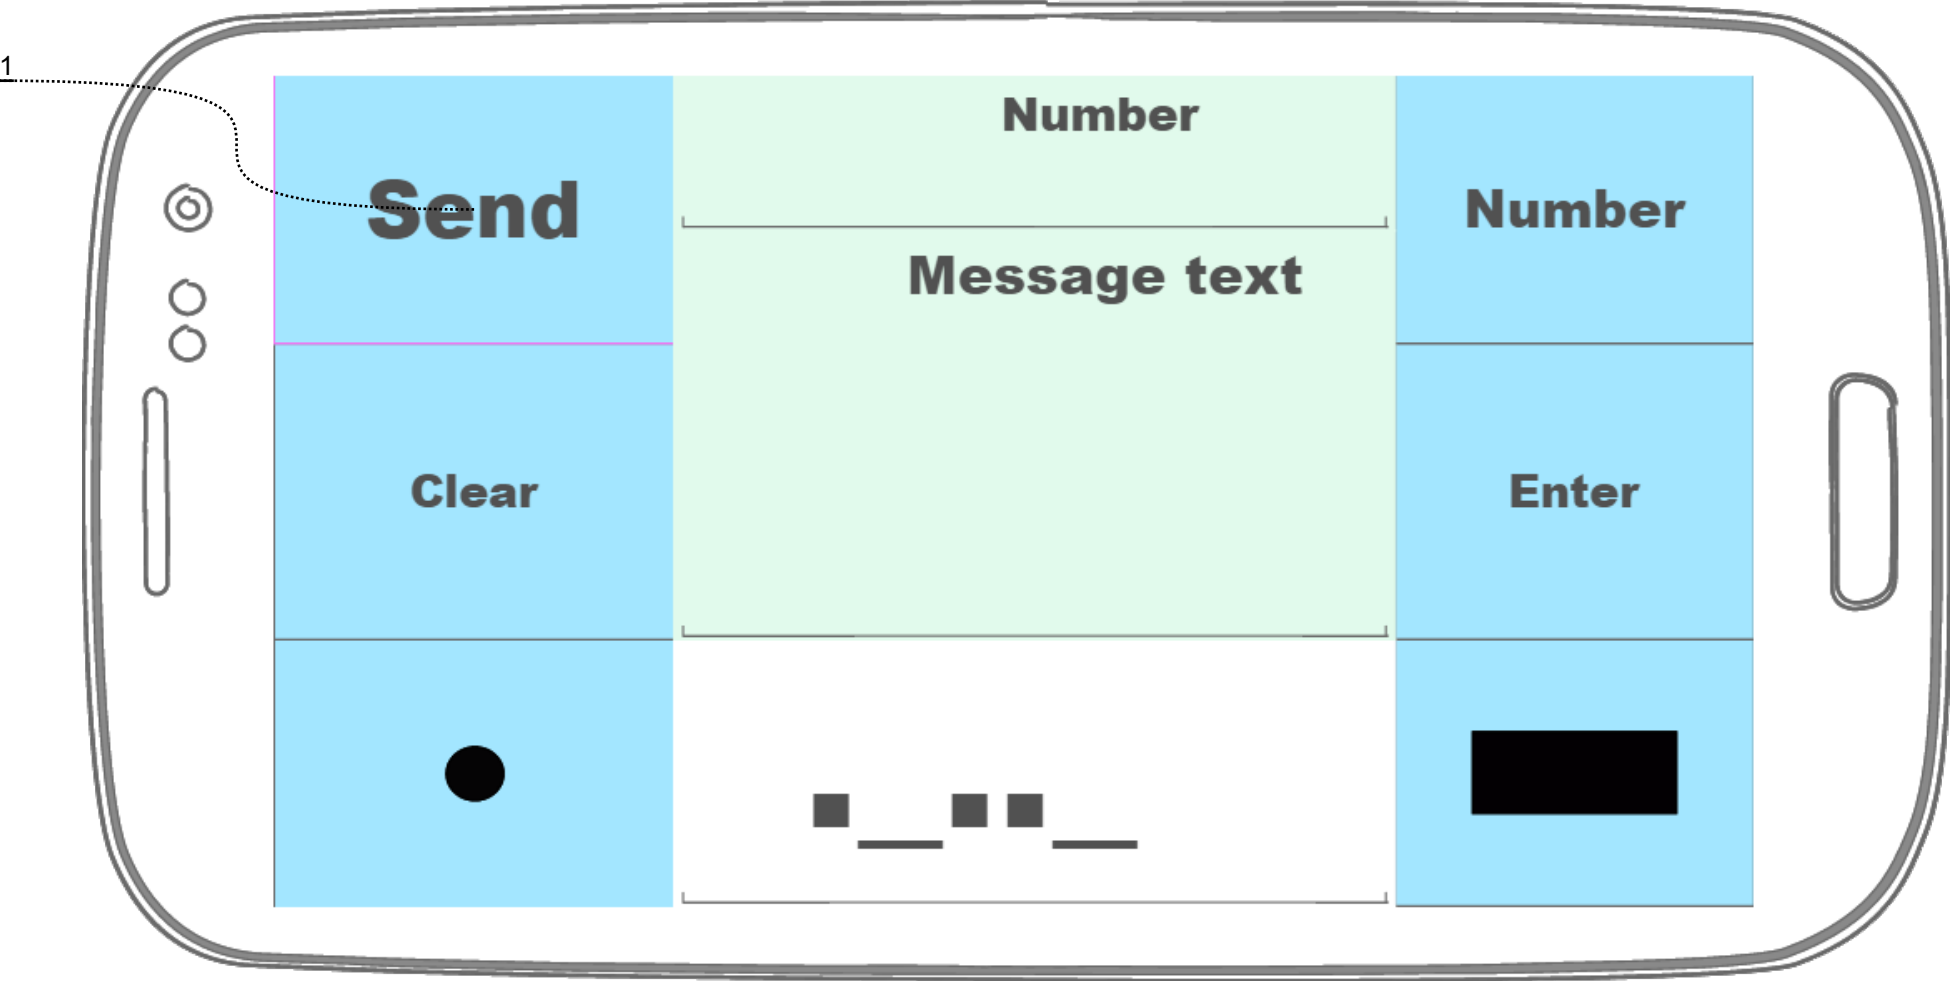 1
Send
Number
Number
Message text
Clear
Enter
._.._